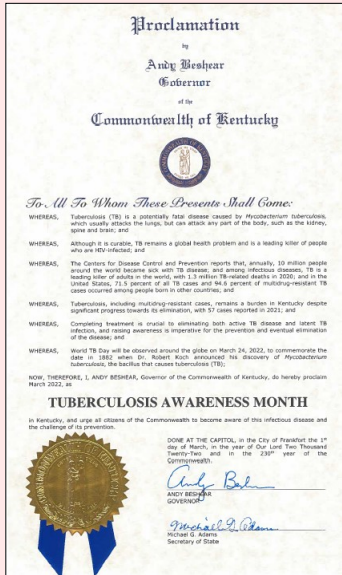 Proclamation
by
Andy Beshear
Governor
of the
Commonwealth of Kentucky
To All To Whom These Presents Shall Come:
WHEREAS, Tuberculosis (TB) is a potentially fatal disease caused by Mycobacterium tuberculosis,
which usually attacks the lungs, but can attack any part of the body, such as the kidney,
spine and brain; and
WHEREAS, Although it is curable, TB remains a global health problem and is a leading killer of people
who are HIV-infected; and
WHEREAS, The Centers for Disease Control and Prevention reports that, annually, 10 million people
around the world became sick with TB disease; and among infectious diseases, TB is a
leading killer of adults in the world, with 1.3 million TB-related deaths in 2020; and in the
United States, 71.5 percent of all TB cases and 94.6 percent of multidrug-resistant TB
cases occurred among people born in other countries; and
WHEREAS, Tuberculosis, including multidrug-resistant cases, remains a burden in Kentucky despite
significant progress towards its elimination, with 57 cases reported in 2021; and
WHEREAS, Completing treatment is crucial to eliminating both active TB disease and latent TB
infection, and raising awareness is imperative for the prevention and eventual elimination
of the disease; and
WHEREAS, World TB Day will be observed around the globe on March 24, 2022, to commemorate the
date in 1882 when Dr. Robert Koch announced his discovery of Mycobacterium
tuberculosis, the bacillus that causes tuberculosis (TB);
NOW, THEREFORE, I, ANDY BESHEAR, Governor of the Commonwealth of Kentucky, do hereby proclaim
March 2022, as
TUBERCULOSIS AWARENESS MONTH
in Kentucky, and urge all citizens of the Commonwealth to become aware of this infectious disease and
the challenge of its prevention.
DONE AT THE CAPITOL, in the City of Frankfort the 1st
day of March, in the year of Our Lord Two Thousand
Twenty-Two and in the 230th year of the
Commonwealth.
Andy Beshear
ANDY BESHEAR
GOVERNOR
Michael G. Adams
Michael G. Adams
Secretary of State